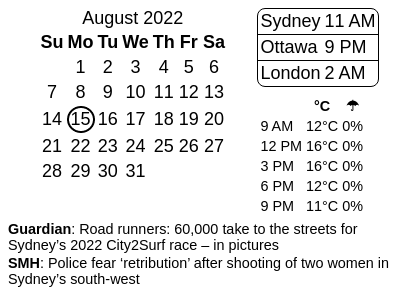 August 2022
Su Mo Tu We Th Fr Sa
1 2 3 4 5 6
7 8 9 10 11 12 13
14 15 16 17 18 19 20
21 22 23 24 25 26 27
28 29 30 31
Sydney 11 AM
Ottawa 9 PM
London 2 AM
°C ☂
9 AM 12°C 0%
12 PM 16°C 0%
3 PM 16°C 0%
6 PM 12°C 0%
9 PM 11°C 0%
Guardian: Road runners: 60,000 take to the streets for
Sydney’s 2022 City2Surf race – in pictures
SMH: Police fear ‘retribution’ after shooting of two women in
Sydney’s south-west